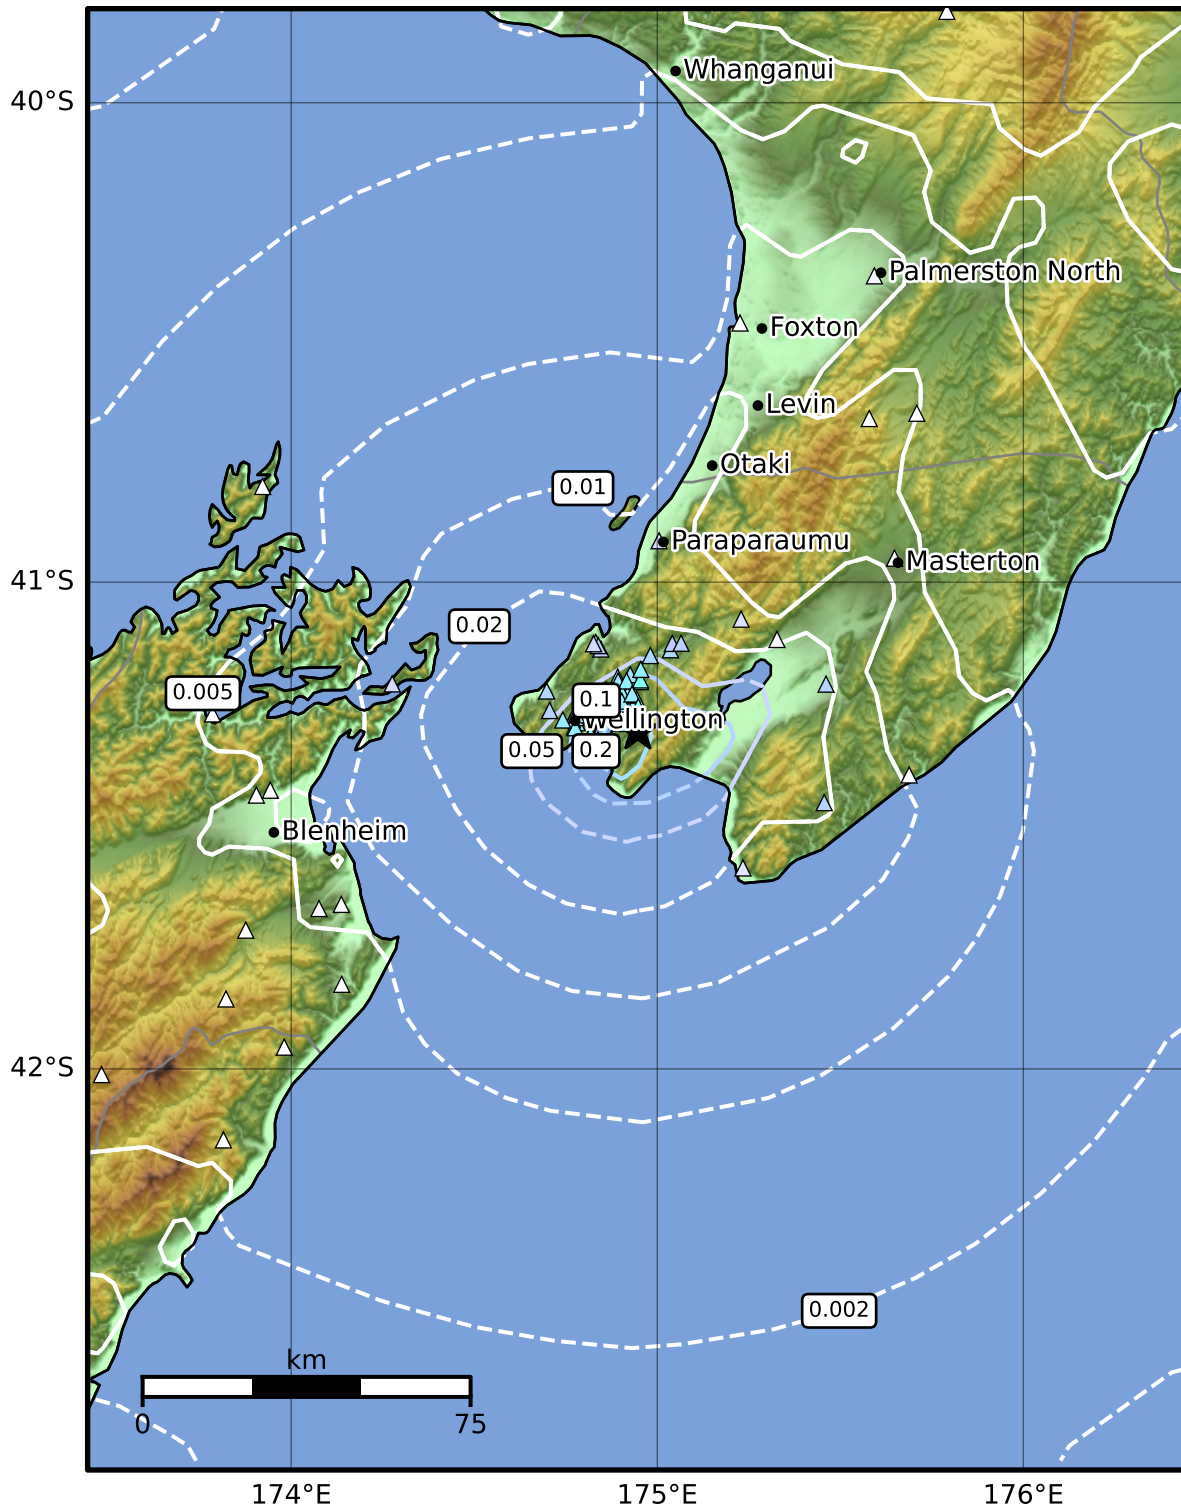 Whanganui
40°S
Palmerston North
Foxton
Levin
Otaki
0.01
Paraparaumu
Masterton
41°S
0.02
0.005
0.1
Wellington
0.05
0.2
Blenheim
42°S
0.002
km
0
75
174°E
175°E
176°E